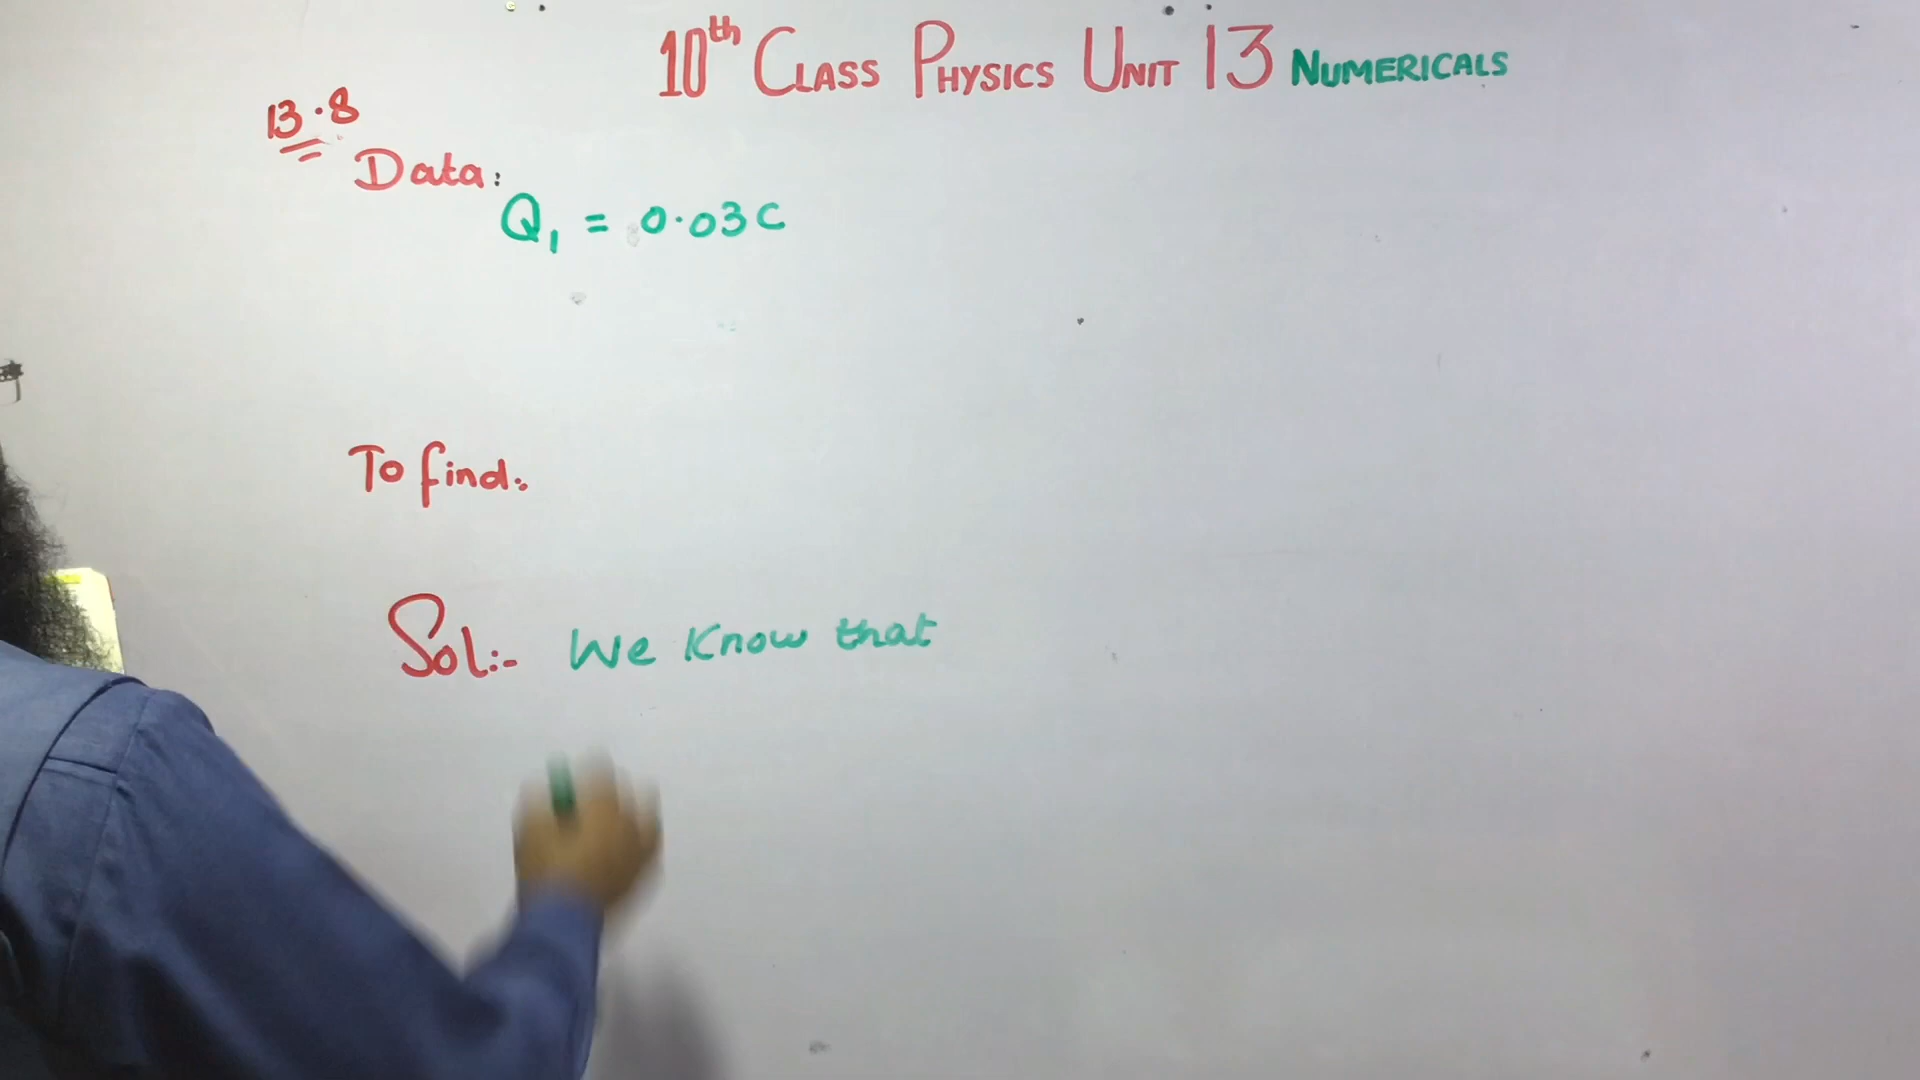 10th CLASS PHYSICS UNIT 13 NUMERICALS
13.8
Data:
Q1 = 0.03C
To find:
Sol:- We Know that